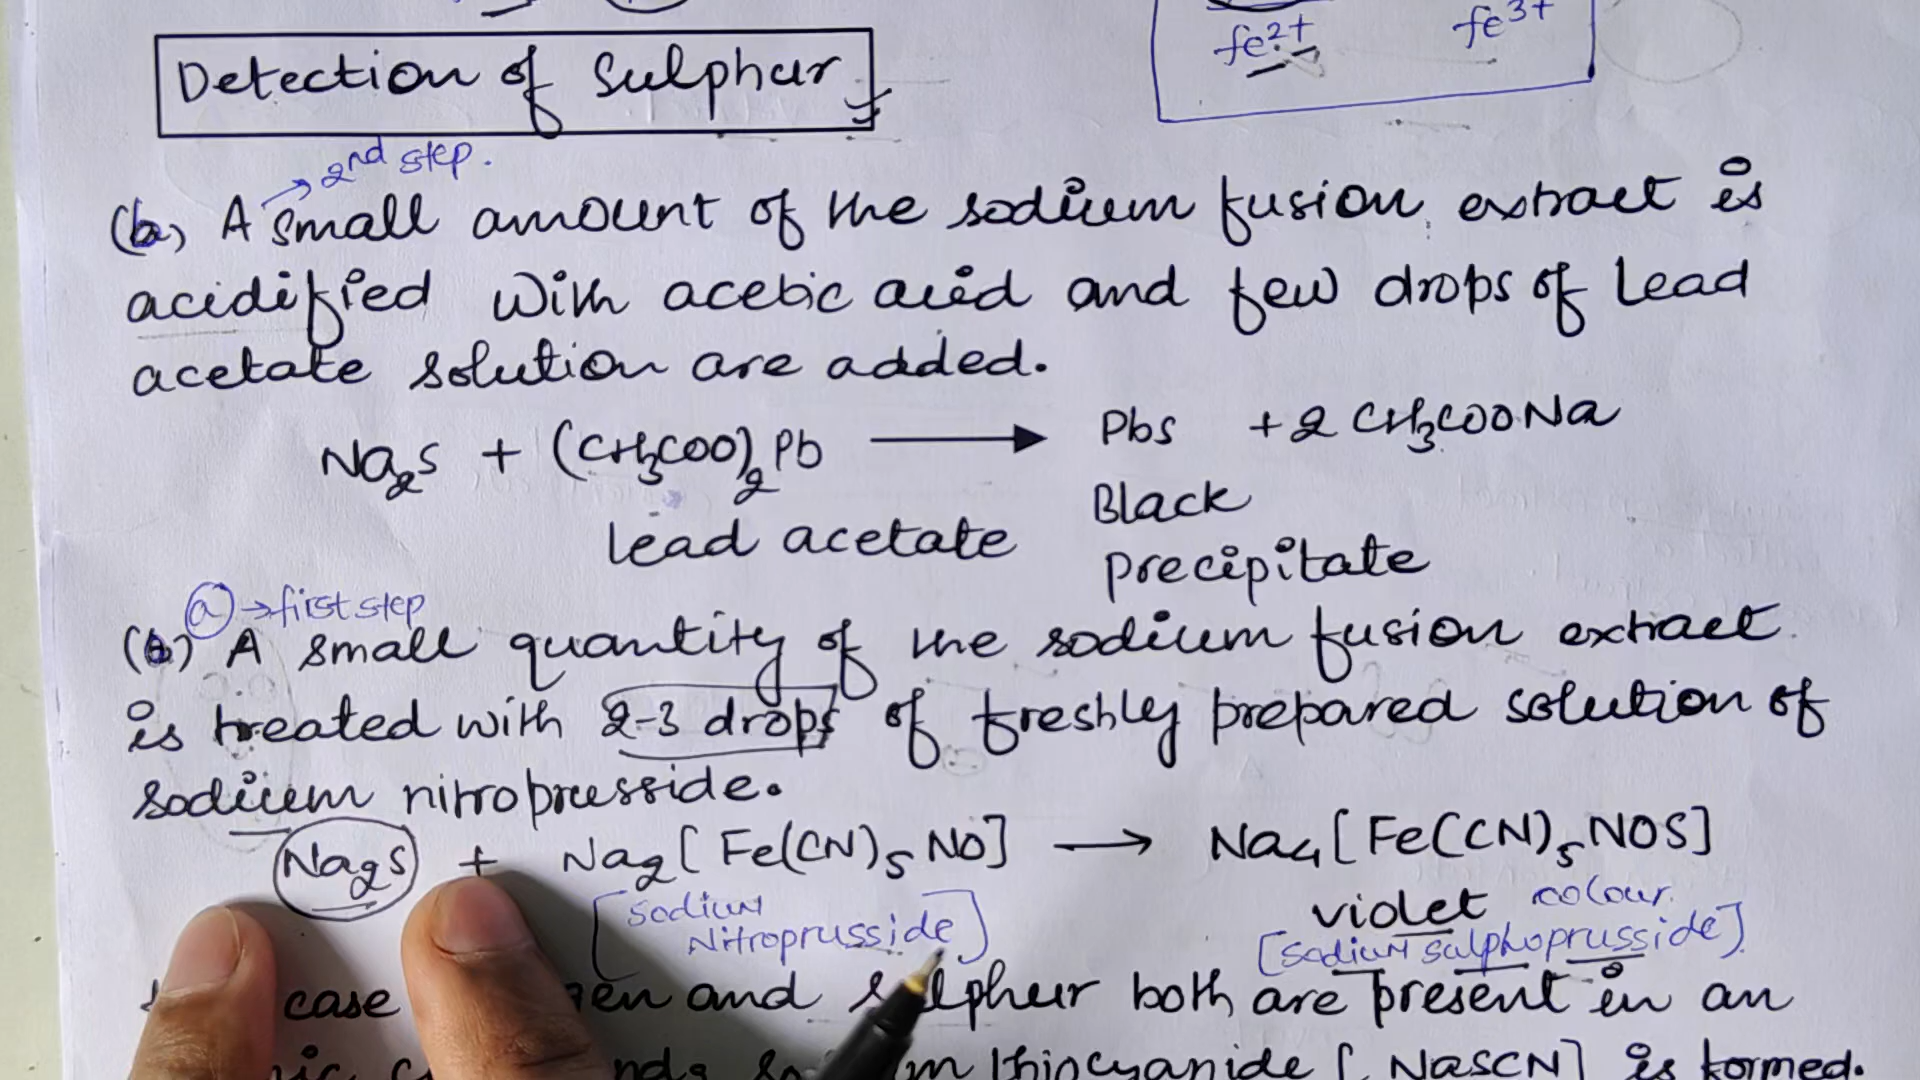 fe2+ fe3+
Detection of Sulphur
→ 2nd step.
(b) A small amount of the sodium fusion extract is
acidified with acetic acid and few drops of lead
acetate solution are added.
Na2S + (CH3COO)2Pb → Pbs + 2 CH3COONa
lead acetate Black
precipitate
(a) → first step
A small quantity of the sodium fusion extract
is treated with 2-3 drops of freshly prepared solution of
sodium nitroprusside.
Na2S + Na2[Fe(CN)5NO] → Na4[Fe(CN)5NOS]
violet colour.
[sodium Nitroprusside] [sodium sulphoprusside]
case and sulphur both are present in an
thiocyanide [NaSCN] is formed.